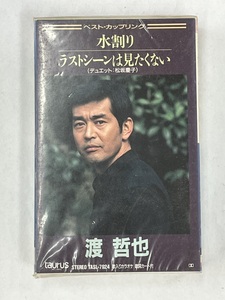 ベスト・カップリング
水割り
ラストシーンは見たくない
(デュエット:松坂慶子)
渡 哲也
taurus STEREO TASL-7024